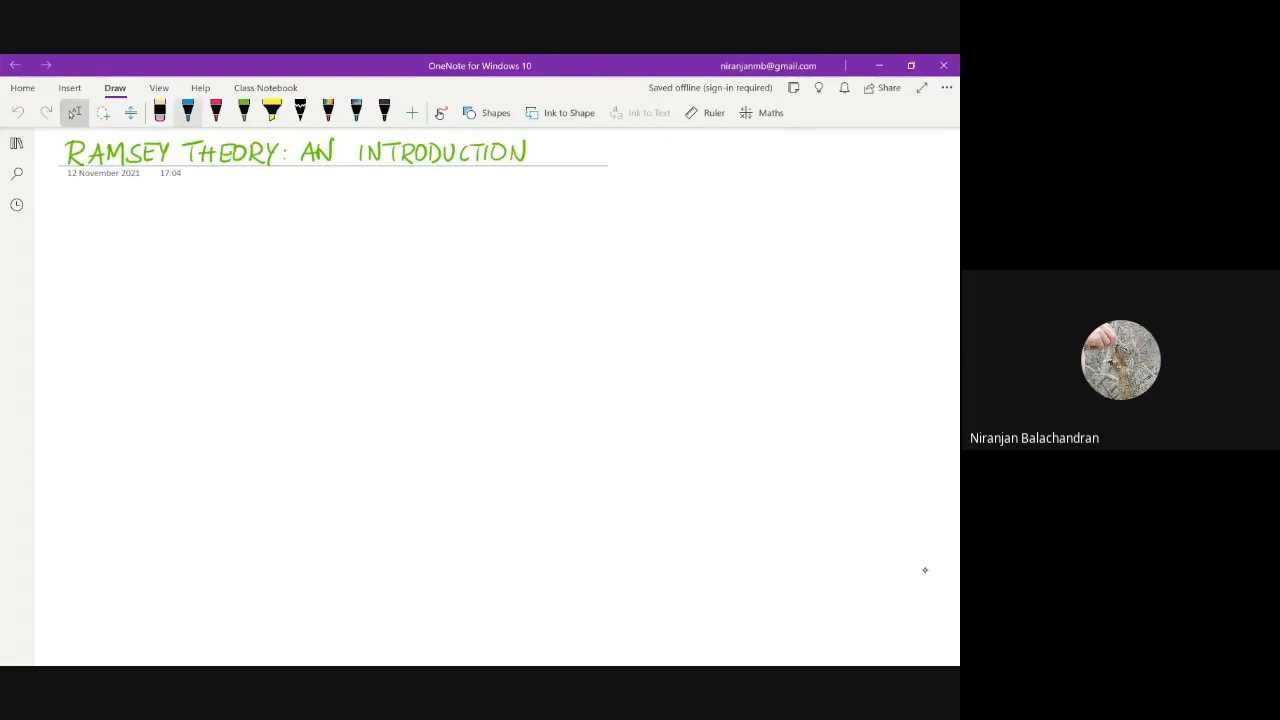 OneNote for Windows 10
niranjanmb@gmail.com
Home Insert Draw View Help Class Notebook
Saved offline (sign-in required)
Share
Shapes Ink to Shape Ink to Text Ruler Maths
RAMSEY THEORY: AN INTRODUCTION
12 November 2021 17:04
Niranjan Balachandran